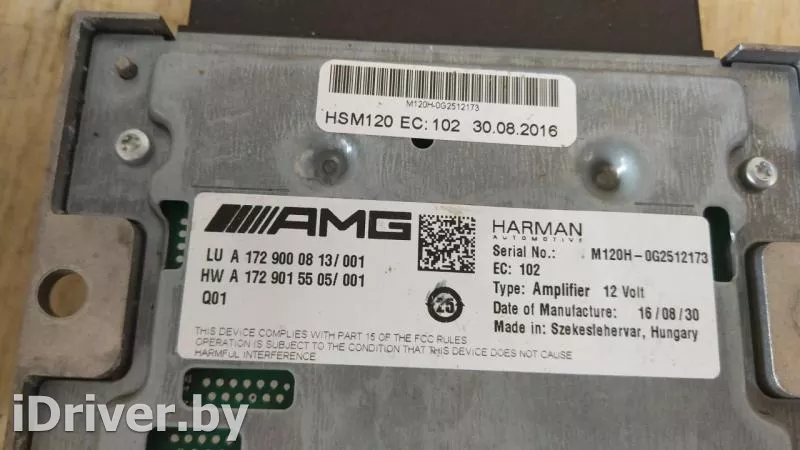 M120H-0G2512173
HSM120 EC: 102 30.08.2016
AMG
LU A 172 900 08 13/ 001
HW A 172 901 55 05/ 001
Q01
25
HARMAN
AUTOMOTIVE
Serial No.: M120H-0G2512173
EC: 102
Type: Amplifier 12 Volt
Date of Manufacture: 16/08/30
Made in: Szekesfehervar, Hungary
THIS DEVICE COMPLIES WITH PART 15 OF THE FCC RULES
OPERATION IS SUBJECT TO THE CONDITION THAT THIS DEVICE DOES NOT CAUSE
HARMFUL INTERFERENCE
iDriver.by